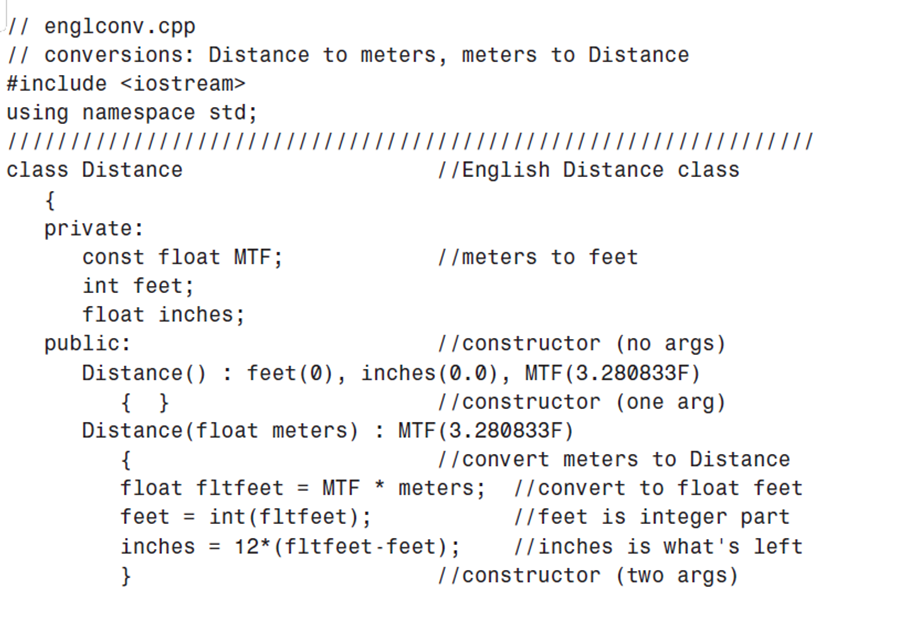 // englconv.cpp
// conversions: Distance to meters, meters to Distance
#include <iostream>
using namespace std;
////////////////////////////////////////////////////////////////
class Distance                    //English Distance class
   {
   private:
      const float MTF;            //meters to feet
      int feet;
      float inches;
   public:                        //constructor (no args)
      Distance() : feet(0), inches(0.0), MTF(3.280833F)
         {  }                     //constructor (one arg)
      Distance(float meters) : MTF(3.280833F)
         {                        //convert meters to Distance
         float fltfeet = MTF * meters;  //convert to float feet
         feet = int(fltfeet);           //feet is integer part
         inches = 12*(fltfeet-feet);    //inches is what's left
         }                        //constructor (two args)